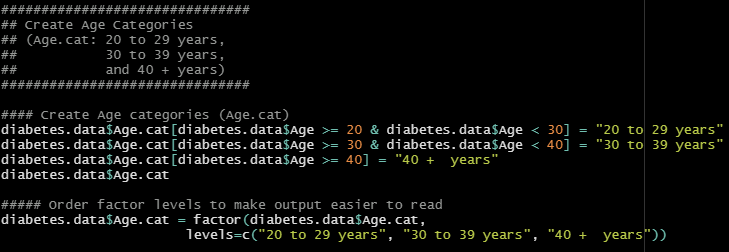 ###############################
## Create Age Categories
## (Age.cat: 20 to 29 years,
##           30 to 39 years,
##           and 40 + years)
###############################
#### Create Age categories (Age.cat)
diabetes.data$Age.cat[diabetes.data$Age >= 20 & diabetes.data$Age < 30] = "20 to 29 years"
diabetes.data$Age.cat[diabetes.data$Age >= 30 & diabetes.data$Age < 40] = "30 to 39 years"
diabetes.data$Age.cat[diabetes.data$Age >= 40] = "40 +  years"
diabetes.data$Age.cat
##### Order factor levels to make output easier to read
diabetes.data$Age.cat = factor(diabetes.data$Age.cat,
                        levels=c("20 to 29 years", "30 to 39 years", "40 +  years"))